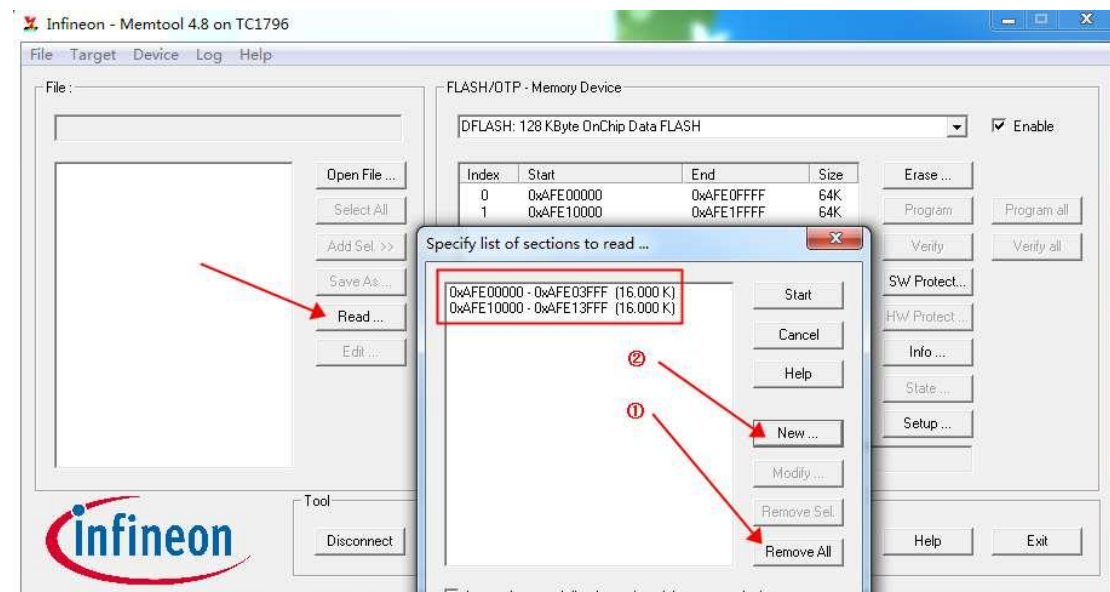 Infineon - Memtool 4.8 on TC1796
File Target Device Log Help
File :
FLASH/OTP - Memory Device
DFLASH: 128 KByte OnChip Data FLASH
Enable
Open File ...
Select All
Add Sel. >>
Save As ...
Read ...
Edit ...
Index Start End Size
0 0xAFE00000 0xAFE0FFFF 64K
1 0xAFE10000 0xAFE1FFFF 64K
Erase ...
Program
Program all
Verify
Verify all
SW Protect...
HW Protect ...
Info ...
State ...
Setup ...
Specify list of sections to read ...
0xAFE00000 - 0xAFE03FFF (16.000 K)
0xAFE10000 - 0xAFE13FFF (16.000 K)
Start
Cancel
Help
②
①
New ...
Modify ...
Remove Sel.
Remove All
infineon
Tool
Disconnect
Help
Exit